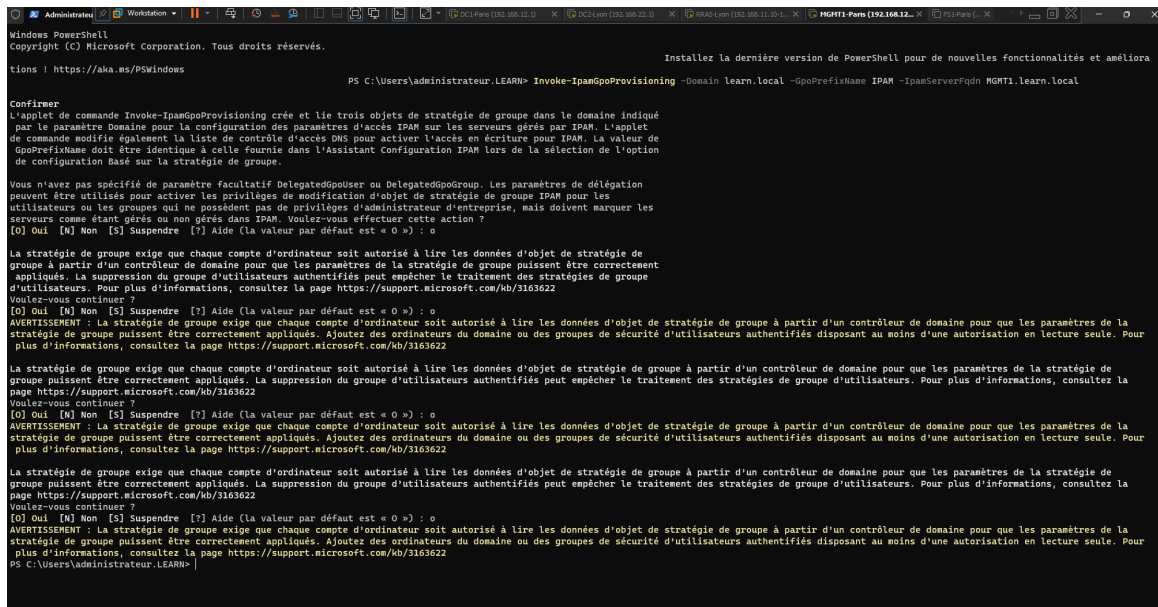 Administrateu
Workstation
DC1-Paris (192.168.12.1)
DC2-Lyon (192.168.22.1)
RRAS-Lyon (192.168.11.10-1...
MGMT1-Paris (192.168.12...
FS1-Paris (...
Windows PowerShell
Copyright (C) Microsoft Corporation. Tous droits réservés.
Installez la dernière version de PowerShell pour de nouvelles fonctionnalités et améliora
tions ! https://aka.ms/PSWindows
PS C:\Users\administrateur.LEARN> Invoke-IpamGpoProvisioning -Domain learn.local -GpoPrefixName IPAM -IpamServerFqdn MGMT1.learn.local
Confirmer
L'applet de commande Invoke-IpamGpoProvisioning crée et lie trois objets de stratégie de groupe dans le domaine indiqué
par le paramètre Domaine pour la configuration des paramètres d'accès IPAM sur les serveurs gérés par IPAM. L'applet
de commande modifie également la liste de contrôle d'accès DNS pour activer l'accès en écriture pour IPAM. La valeur de
GpoPrefixName doit être identique à celle fournie dans l'Assistant Configuration IPAM lors de la sélection de l'option
de configuration Basé sur la stratégie de groupe.
Vous n'avez pas spécifié de paramètre facultatif DelegatedGpoUser ou DelegatedGpoGroup. Les paramètres de délégation
peuvent être utilisés pour activer les privilèges de modification d'objet de stratégie de groupe IPAM pour les
utilisateurs ou les groupes qui ne possèdent pas de privilèges d'administrateur d'entreprise, mais doivent marquer les
serveurs comme étant gérés ou non gérés dans IPAM. Voulez-vous effectuer cette action ?
[O] Oui [N] Non [S] Suspendre [?] Aide (la valeur par défaut est « O ») : o
La stratégie de groupe exige que chaque compte d'ordinateur soit autorisé à lire les données d'objet de stratégie de
groupe à partir d'un contrôleur de domaine pour que les paramètres de la stratégie de groupe puissent être correctement
appliqués. La suppression du groupe d'utilisateurs authentifiés peut empêcher le traitement des stratégies de groupe
d'utilisateurs. Pour plus d'informations, consultez la page https://support.microsoft.com/kb/3163622
Voulez-vous continuer ?
[O] Oui [N] Non [S] Suspendre [?] Aide (la valeur par défaut est « O ») : o
AVERTISSEMENT : La stratégie de groupe exige que chaque compte d'ordinateur soit autorisé à lire les données d'objet de stratégie de groupe à partir d'un contrôleur de domaine pour que les paramètres de la
stratégie de groupe puissent être correctement appliqués. Ajoutez des ordinateurs du domaine ou des groupes de sécurité d'utilisateurs authentifiés disposant au moins d'une autorisation en lecture seule. Pour
plus d'informations, consultez la page https://support.microsoft.com/kb/3163622
La stratégie de groupe exige que chaque compte d'ordinateur soit autorisé à lire les données d'objet de stratégie de groupe à partir d'un contrôleur de domaine pour que les paramètres de la stratégie de
groupe puissent être correctement appliqués. La suppression du groupe d'utilisateurs authentifiés peut empêcher le traitement des stratégies de groupe d'utilisateurs. Pour plus d'informations, consultez la
page https://support.microsoft.com/kb/3163622
Voulez-vous continuer ?
[O] Oui [N] Non [S] Suspendre [?] Aide (la valeur par défaut est « O ») : o
AVERTISSEMENT : La stratégie de groupe exige que chaque compte d'ordinateur soit autorisé à lire les données d'objet de stratégie de groupe à partir d'un contrôleur de domaine pour que les paramètres de la
stratégie de groupe puissent être correctement appliqués. Ajoutez des ordinateurs du domaine ou des groupes de sécurité d'utilisateurs authentifiés disposant au moins d'une autorisation en lecture seule. Pour
plus d'informations, consultez la page https://support.microsoft.com/kb/3163622
La stratégie de groupe exige que chaque compte d'ordinateur soit autorisé à lire les données d'objet de stratégie de groupe à partir d'un contrôleur de domaine pour que les paramètres de la stratégie de
groupe puissent être correctement appliqués. La suppression du groupe d'utilisateurs authentifiés peut empêcher le traitement des stratégies de groupe d'utilisateurs. Pour plus d'informations, consultez la
page https://support.microsoft.com/kb/3163622
Voulez-vous continuer ?
[O] Oui [N] Non [S] Suspendre [?] Aide (la valeur par défaut est « O ») : o
AVERTISSEMENT : La stratégie de groupe exige que chaque compte d'ordinateur soit autorisé à lire les données d'objet de stratégie de groupe à partir d'un contrôleur de domaine pour que les paramètres de la
stratégie de groupe puissent être correctement appliqués. Ajoutez des ordinateurs du domaine ou des groupes de sécurité d'utilisateurs authentifiés disposant au moins d'une autorisation en lecture seule. Pour
plus d'informations, consultez la page https://support.microsoft.com/kb/3163622
PS C:\Users\administrateur.LEARN>